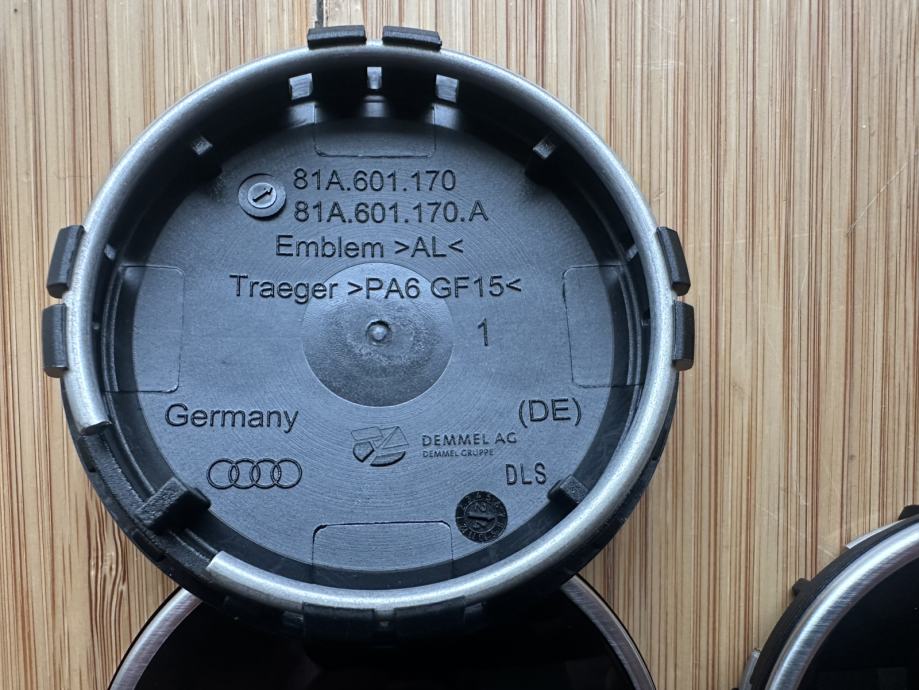 81A.601.170
81A.601.170.A
Emblem >AL<
Traeger >PA6 GF15<
1
Germany
(DE)
DEMMEL AG
DEMMEL GRUPPE
DLS